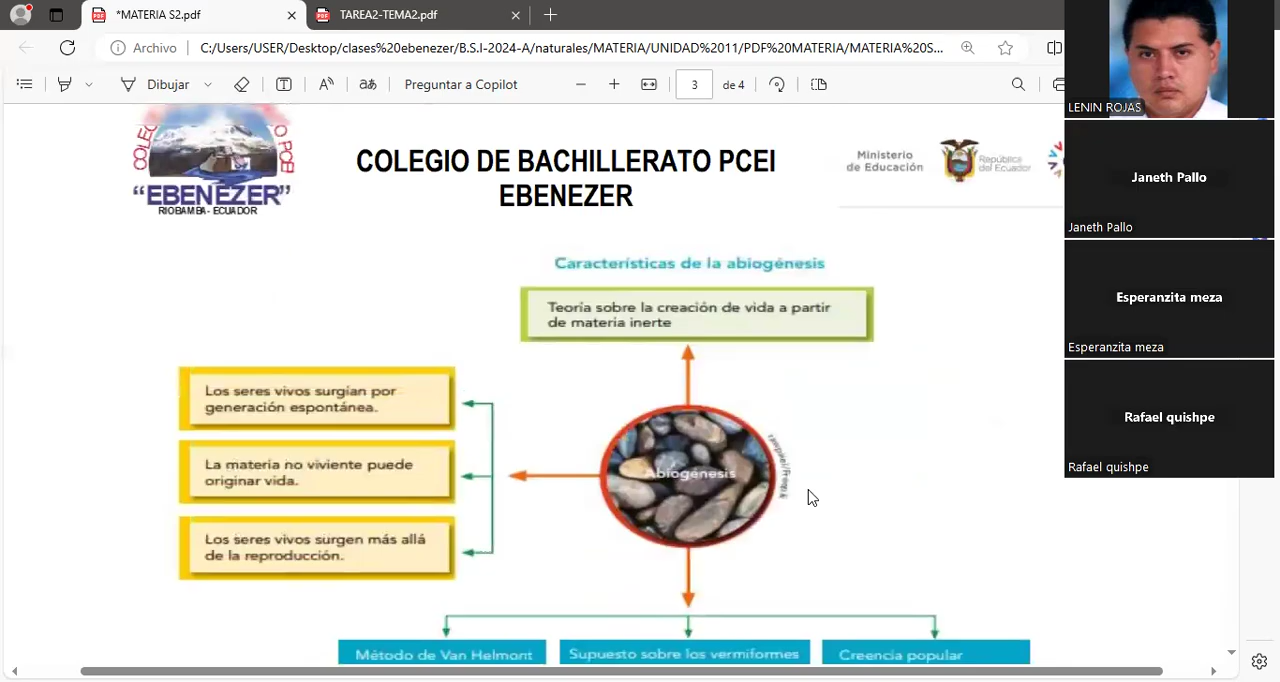 *MATERIA S2.pdf
TAREA2-TEMA2.pdf
Archivo
C:/Users/USER/Desktop/clases%20ebenezer/B.S.I-2024-A/naturales/MATERIA/UNIDAD%2011/PDF%20MATERIA/MATERIA%20S...
Dibujar
Preguntar a Copilot
3
de 4
LENIN ROJAS
Janeth Pallo
Janeth Pallo
Esperanzita meza
Esperanzita meza
Rafael quishpe
Rafael quishpe
"EBENEZER"
RIOBAMBA- ECUADOR
COLEGIO DE BACHILLERATO PCEI
EBENEZER
Ministerio
de Educación
República
del Ecuador
Características de la abiogénesis
Teoría sobre la creación de vida a partir
de materia inerte
Los seres vivos surgían por
generación espontánea.
La materia no viviente puede
originar vida.
Los seres vivos surgen más allá
de la reproducción.
Abiogénesis
Método de Van Helmont
Supuesto sobre los vermiformes
Creencia popular